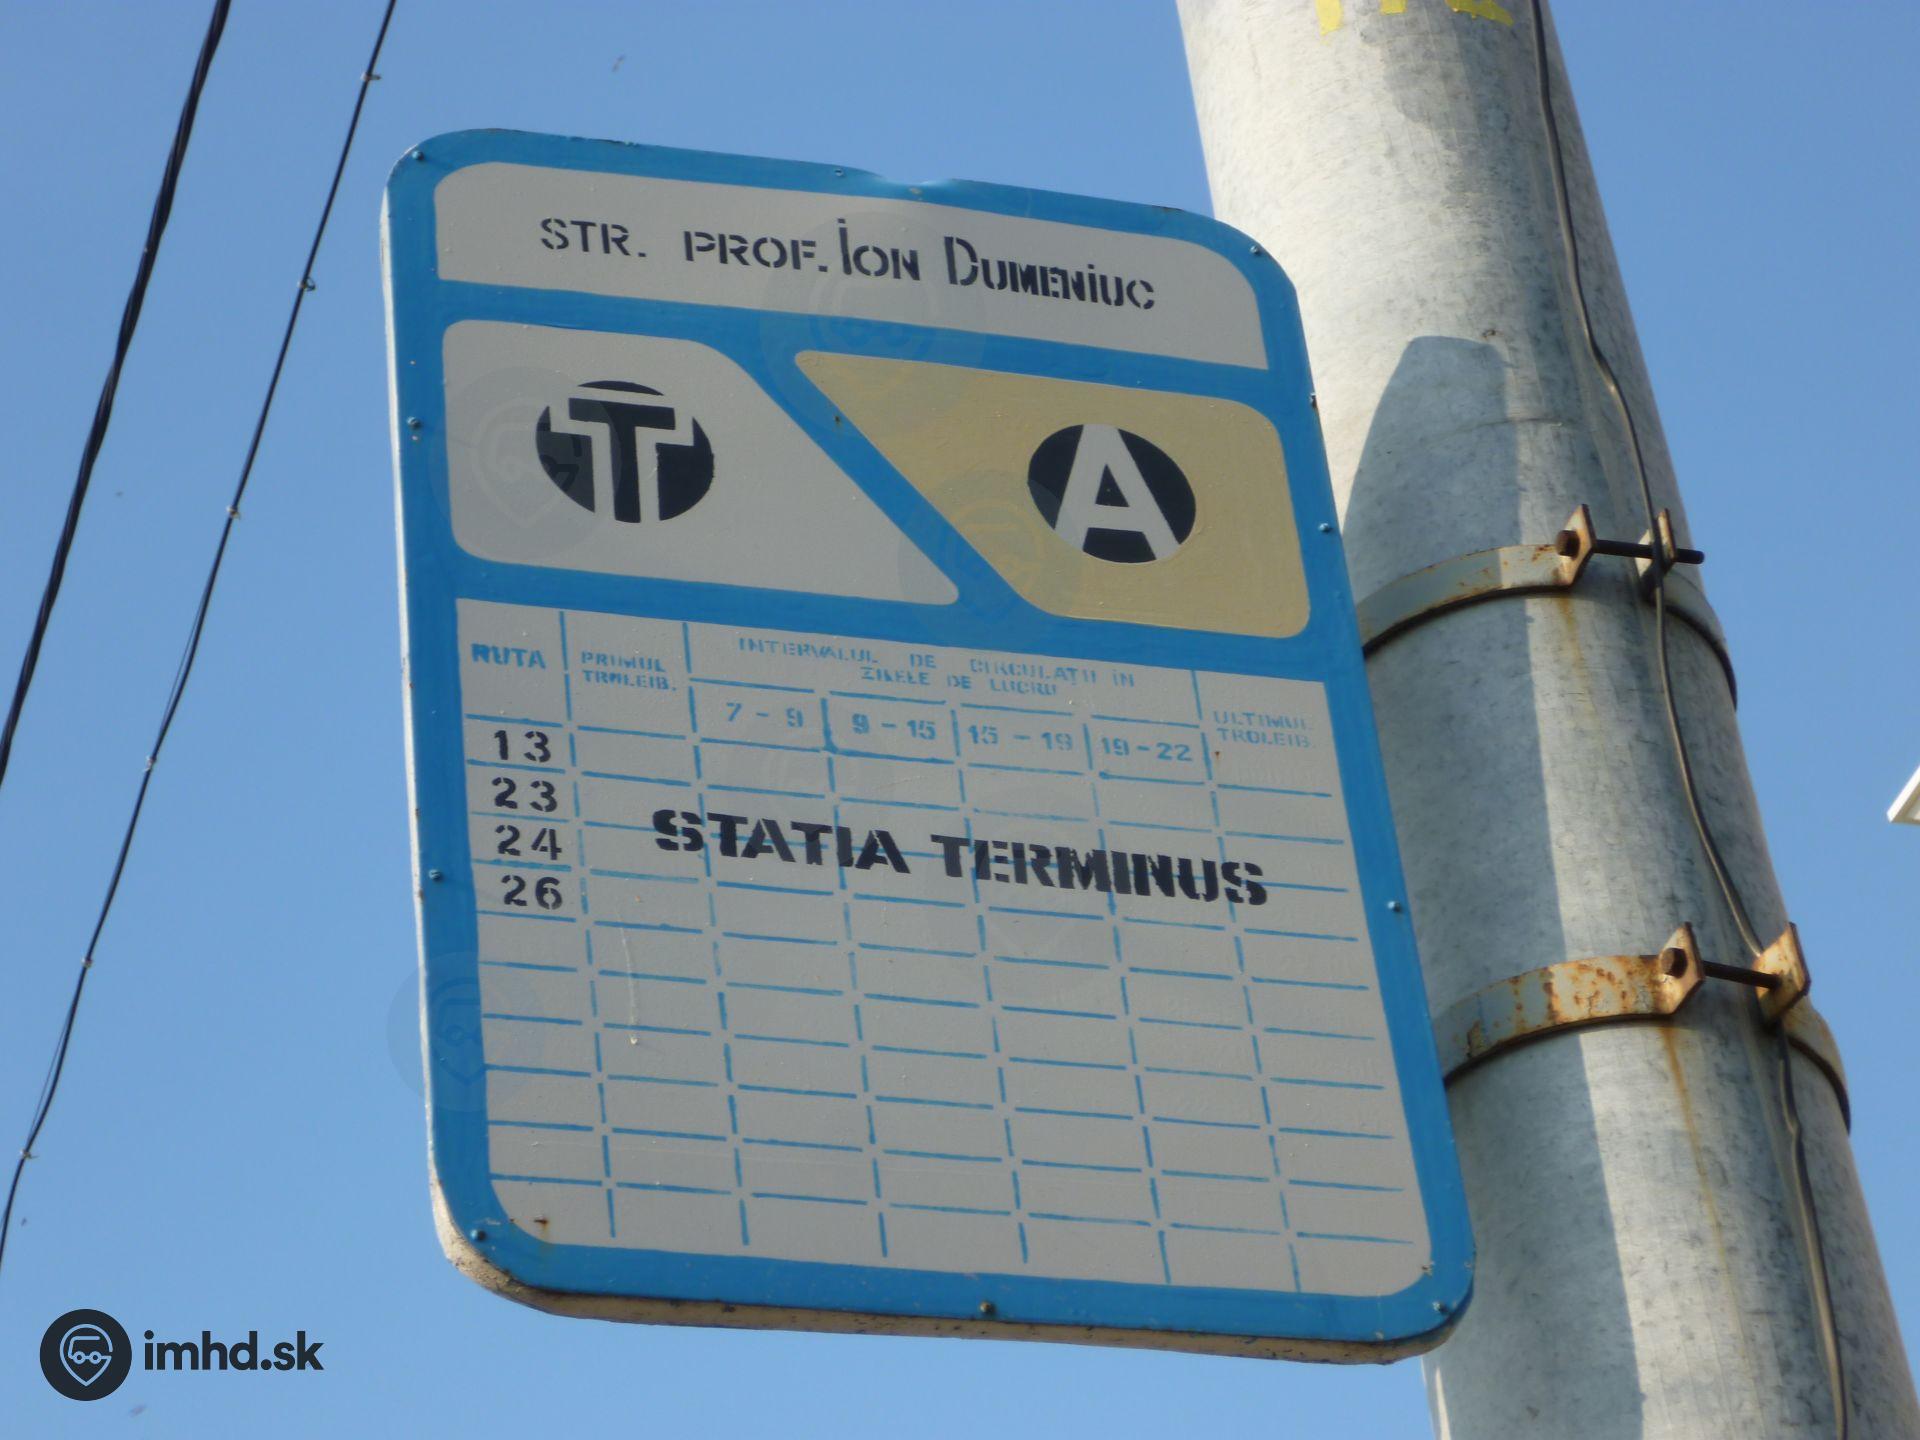 STR. PROF. ION DUMENIUC
T
A
RUTA
PRIMUL
TROLEIB.
INTERVALUL DE CIRCULAȚII ÎN
ZILELE DE LUCRU
7 - 9
9 - 15
15 - 19
19 - 22
ULTIMUL
TROLEIB.
13
23
24
26
STATIA TERMINUS
imhd.sk